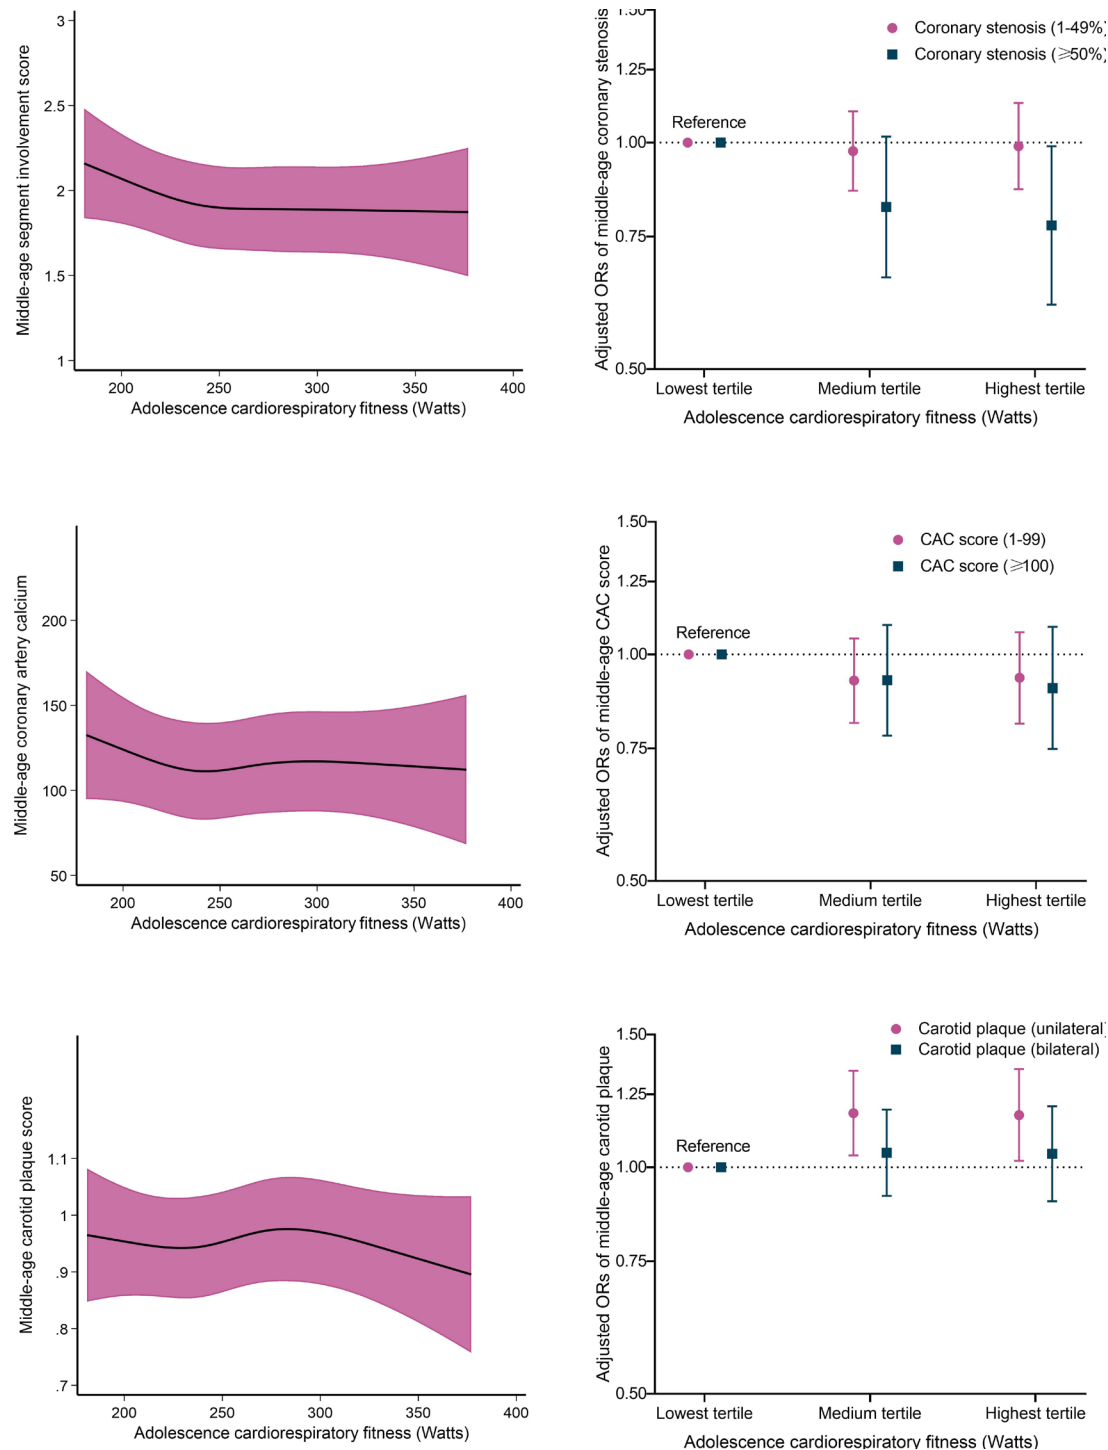 Middle-age segment involvement score
3
2.5
2
1.5
1
200 250 300 350 400
Adolescence cardiorespiratory fitness (Watts)
Adjusted ORs of middle-age coronary stenosis
1.50
1.25
1.00
0.75
0.50
Coronary stenosis (1-49%)
Coronary stenosis (⩾50%)
Reference
Lowest tertile Medium tertile Highest tertile
Adolescence cardiorespiratory fitness (Watts)
Middle-age coronary artery calcium
200
150
100
50
200 250 300 350 400
Adolescence cardiorespiratory fitness (Watts)
Adjusted ORs of middle-age CAC score
1.50
1.25
1.00
0.75
0.50
CAC score (1-99)
CAC score (⩾100)
Reference
Lowest tertile Medium tertile Highest tertile
Adolescence cardiorespiratory fitness (Watts)
Middle-age carotid plaque score
1.1
1
.9
.8
.7
200 250 300 350 400
Adolescence cardiorespiratory fitness (Watts)
Adjusted ORs of middle-age carotid plaque
1.50
1.25
1.00
0.75
0.50
Carotid plaque (unilateral)
Carotid plaque (bilateral)
Reference
Lowest tertile Medium tertile Highest tertile
Adolescence cardiorespiratory fitness (Watts)